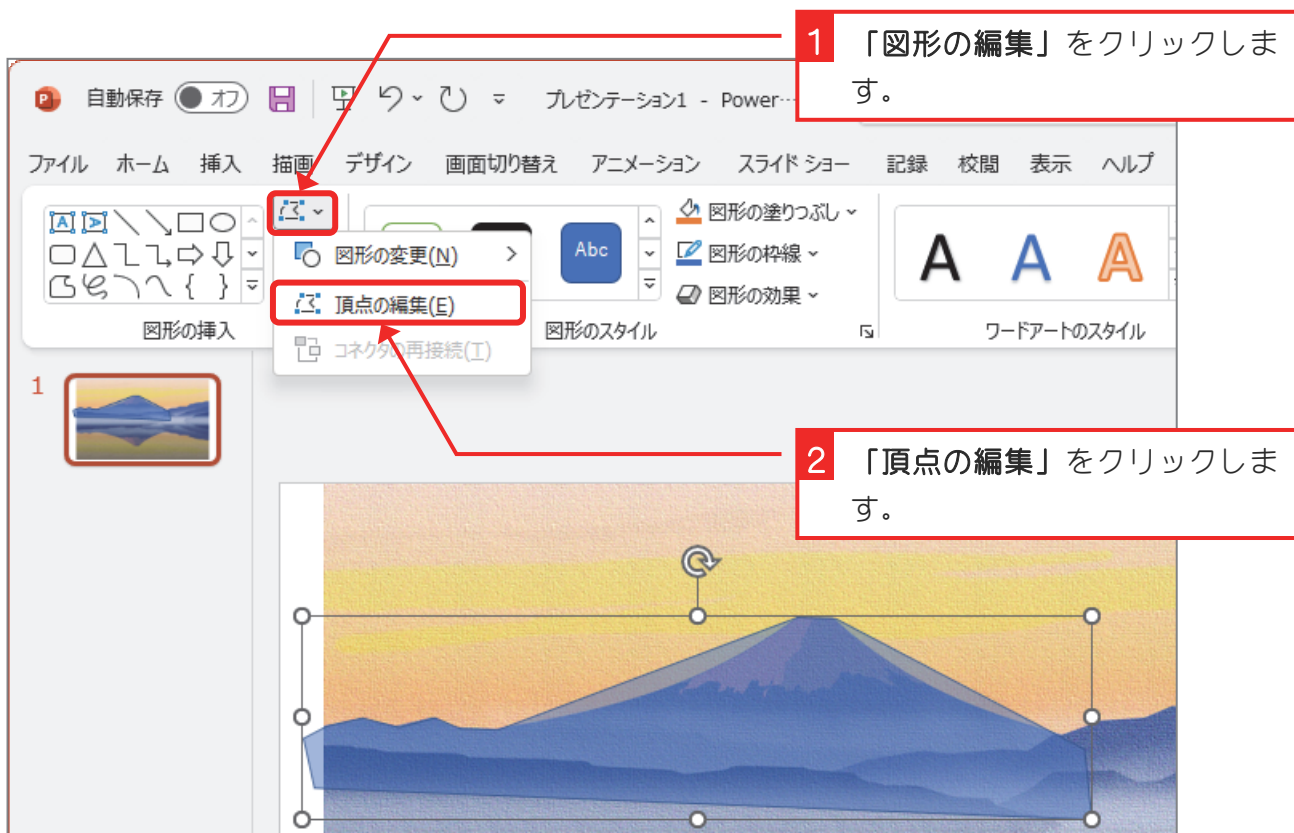 1 「図形の編集」をクリックしま
す。
自動保存 オフ プレゼンテーション1 - Power…
ファイル ホーム 挿入 描画 デザイン 画面切り替え アニメーション スライド ショー 記録 校閲 表示 ヘルプ
A A
図形の変更(N)
頂点の編集(E)
コネクタの再接続(T)
Abc
図形の塗りつぶし
図形の枠線
図形の効果
A A A
図形の挿入 図形のスタイル ワードアートのスタイル
1
2 「頂点の編集」をクリックしま
す。